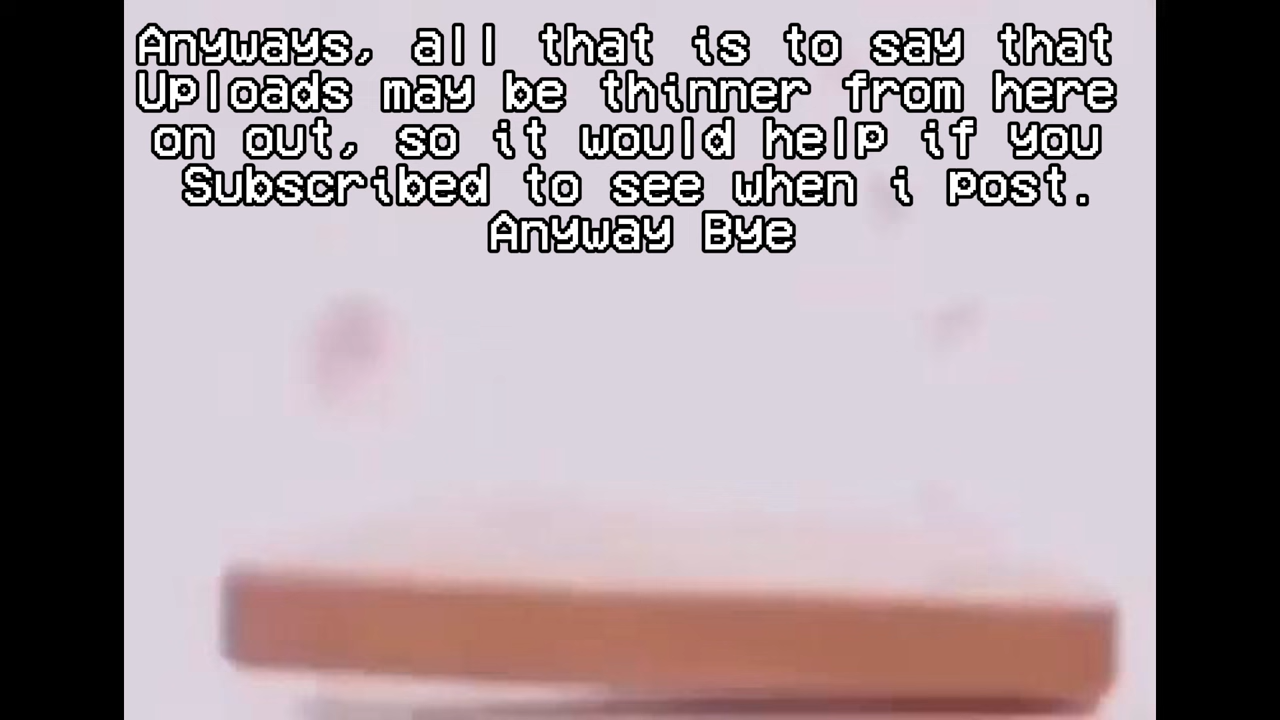 Anyways, all that is to say that
Uploads may be thinner from here
on out, so it would help if you
Subscribed to see when i post.
Anyway Bye